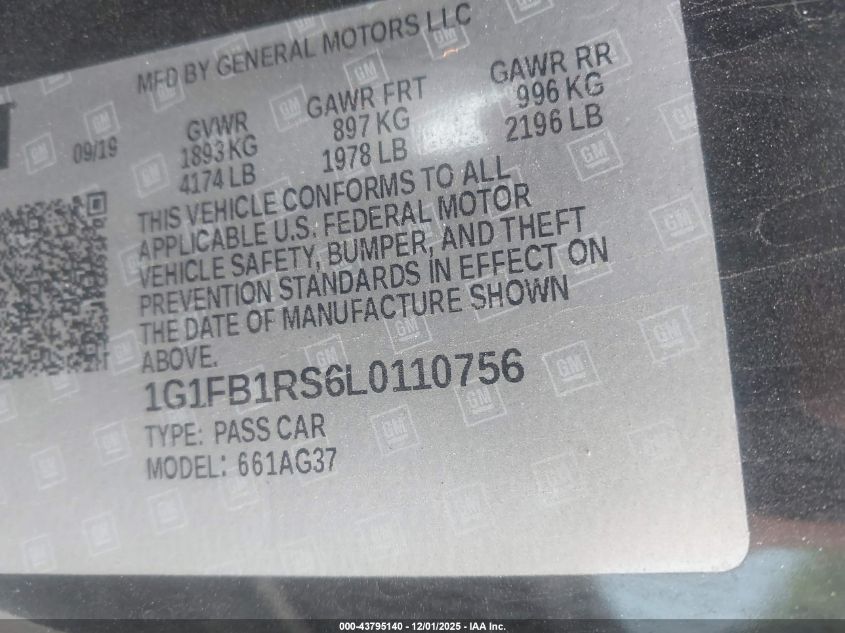 MFD BY GENERAL MOTORS LLC
09/19
GVWR
1893 KG
4174 LB
GAWR FRT
897 KG
1978 LB
GAWR RR
996 KG
2196 LB
THIS VEHICLE CONFORMS TO ALL
APPLICABLE U.S. FEDERAL MOTOR
VEHICLE SAFETY, BUMPER, AND THEFT
PREVENTION STANDARDS IN EFFECT ON
THE DATE OF MANUFACTURE SHOWN
ABOVE.
1G1FB1RS6L0110756
TYPE: PASS CAR
MODEL: 661AG37
000-43795140 - 12/01/2025 - IAA Inc.